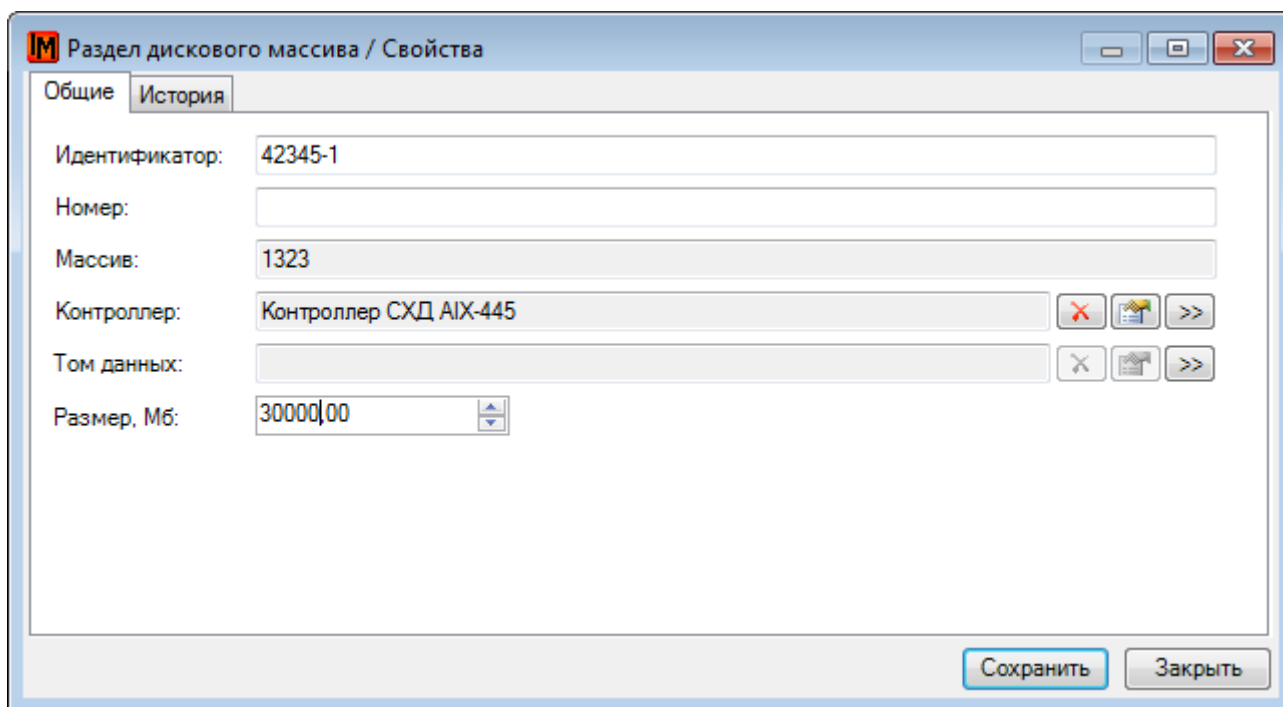 IM Раздел дискового массива / Свойства
Общие История
Идентификатор: 42345-1
Номер:
Массив: 1323
Контроллер: Контроллер СХД AIX-445 >>
Том данных: >>
Размер, Мб: 30000,00
Сохранить Закрыть